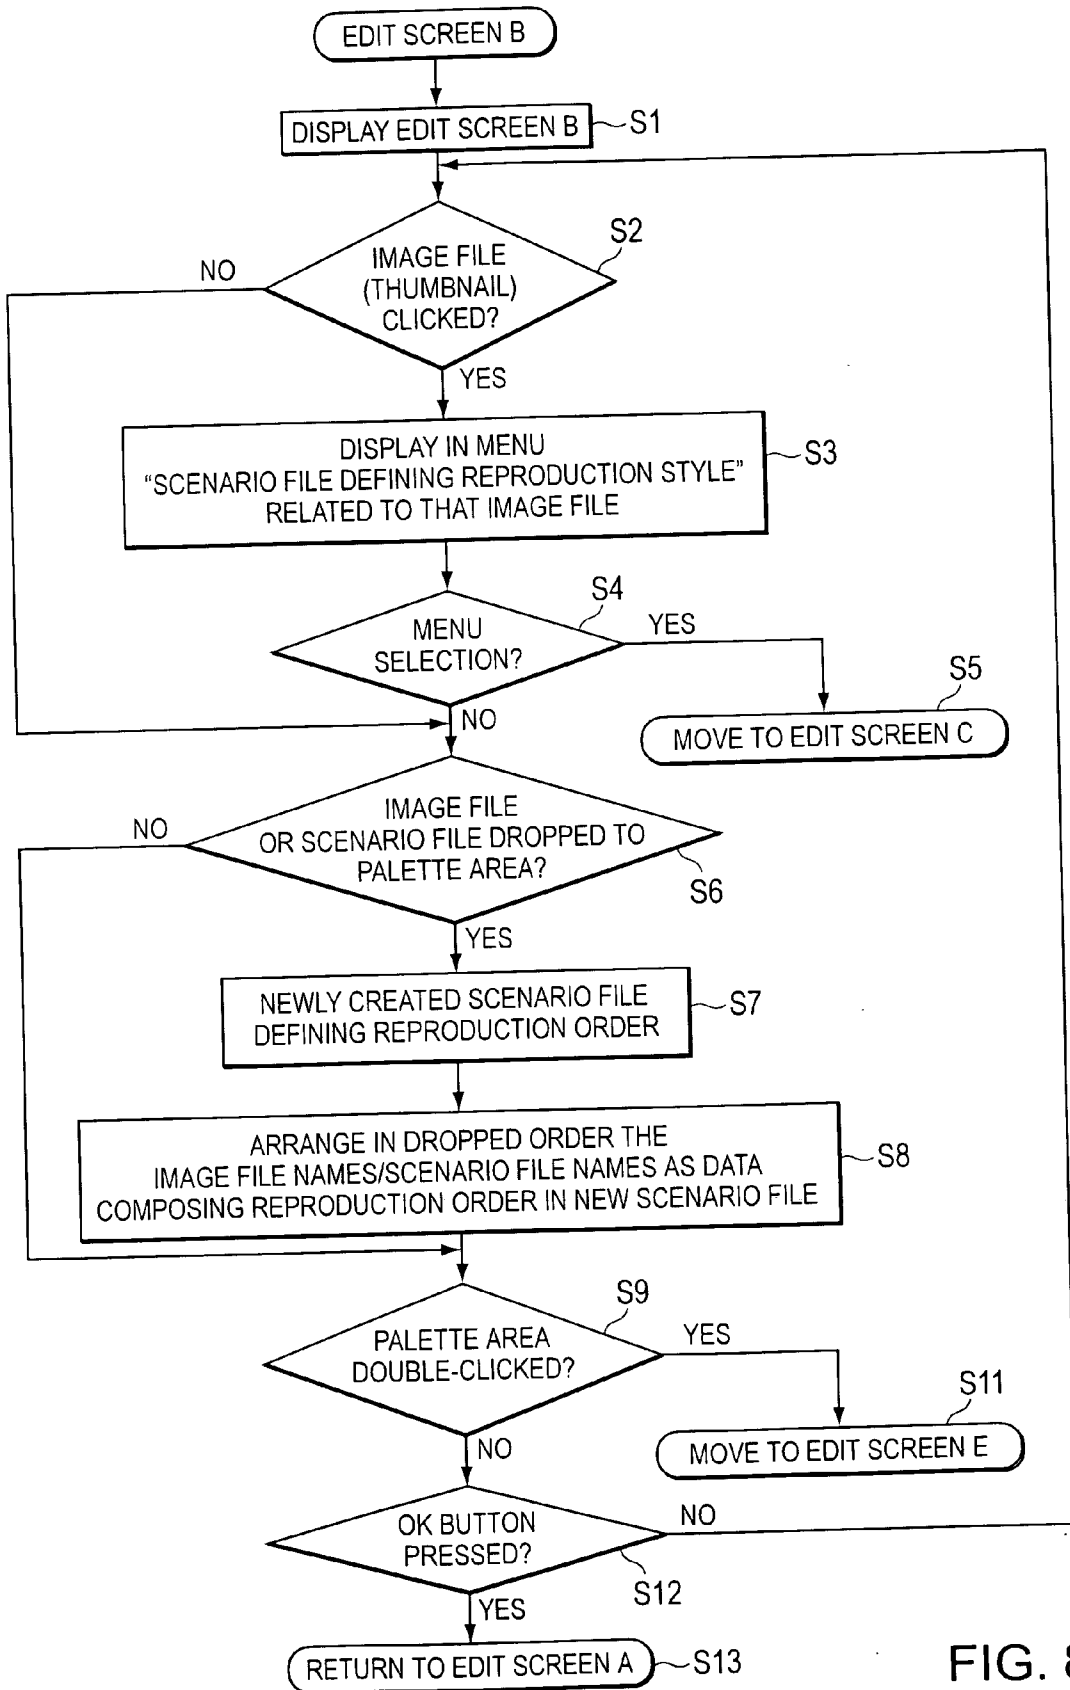 EDIT SCREEN B
DISPLAY EDIT SCREEN B
S1
S2
IMAGE FILE
(THUMBNAIL)
CLICKED?
NO
YES
DISPLAY IN MENU
“SCENARIO FILE DEFINING REPRODUCTION STYLE”
RELATED TO THAT IMAGE FILE
S3
S4
MENU
SELECTION?
YES
NO
S5
MOVE TO EDIT SCREEN C
IMAGE FILE
OR SCENARIO FILE DROPPED TO
PALETTE AREA?
NO
S6
YES
NEWLY CREATED SCENARIO FILE
DEFINING REPRODUCTION ORDER
S7
ARRANGE IN DROPPED ORDER THE
IMAGE FILE NAMES/SCENARIO FILE NAMES AS DATA
COMPOSING REPRODUCTION ORDER IN NEW SCENARIO FILE
S8
S9
PALETTE AREA
DOUBLE-CLICKED?
YES
S11
MOVE TO EDIT SCREEN E
NO
OK BUTTON
PRESSED?
NO
S12
YES
RETURN TO EDIT SCREEN A
S13
FIG. 8